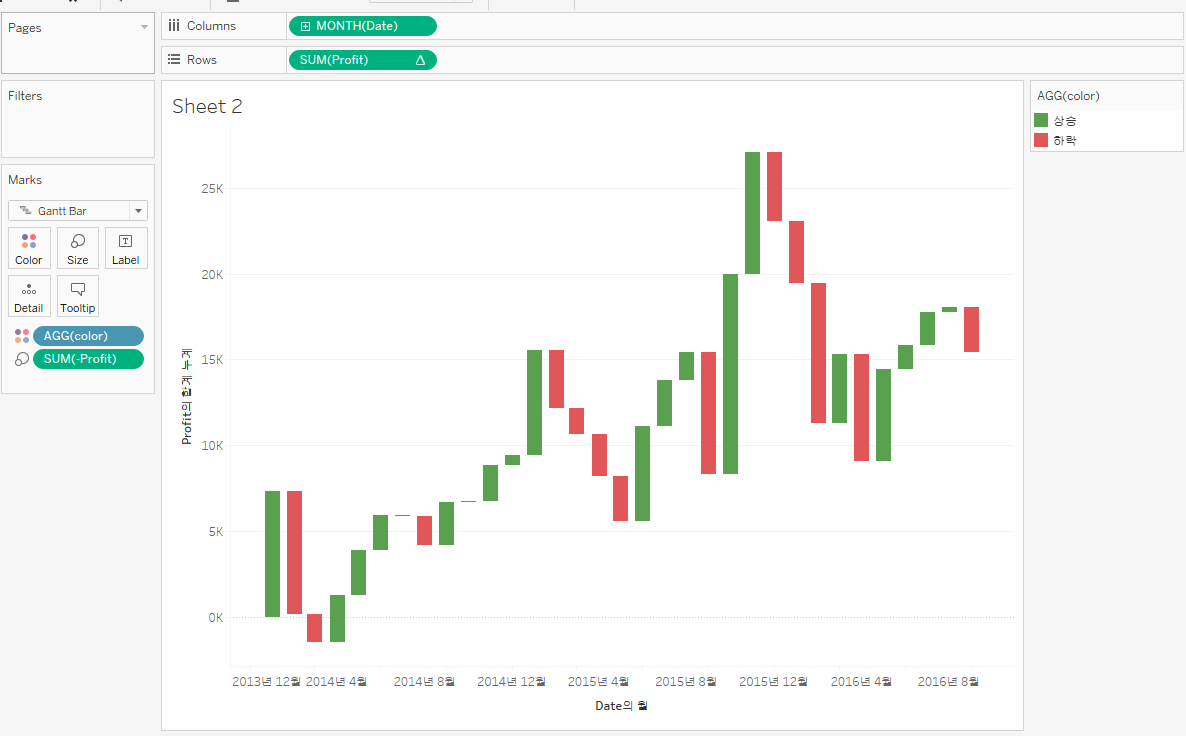 Pages
Columns
MONTH(Date)
Rows
SUM(Profit)
Filters
Marks
Gantt Bar
Color
Size
Label
Detail
Tooltip
AGG(color)
SUM(-Profit)
Sheet 2
25K
20K
15K
10K
5K
0K
Profit의 합계 누계
2013년 12월
2014년 4월
2014년 8월
2014년 12월
2015년 4월
2015년 8월
2015년 12월
2016년 4월
2016년 8월
Date의 월
AGG(color)
상승
하락